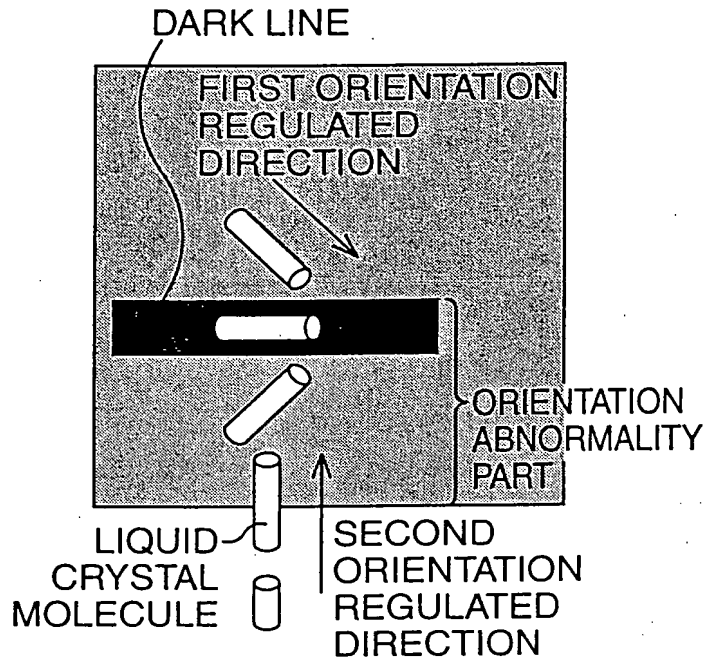 DARK LINE
FIRST ORIENTATION
REGULATED
DIRECTION
ORIENTATION
ABNORMALITY
PART
LIQUID
CRYSTAL
MOLECULE
SECOND
ORIENTATION
REGULATED
DIRECTION